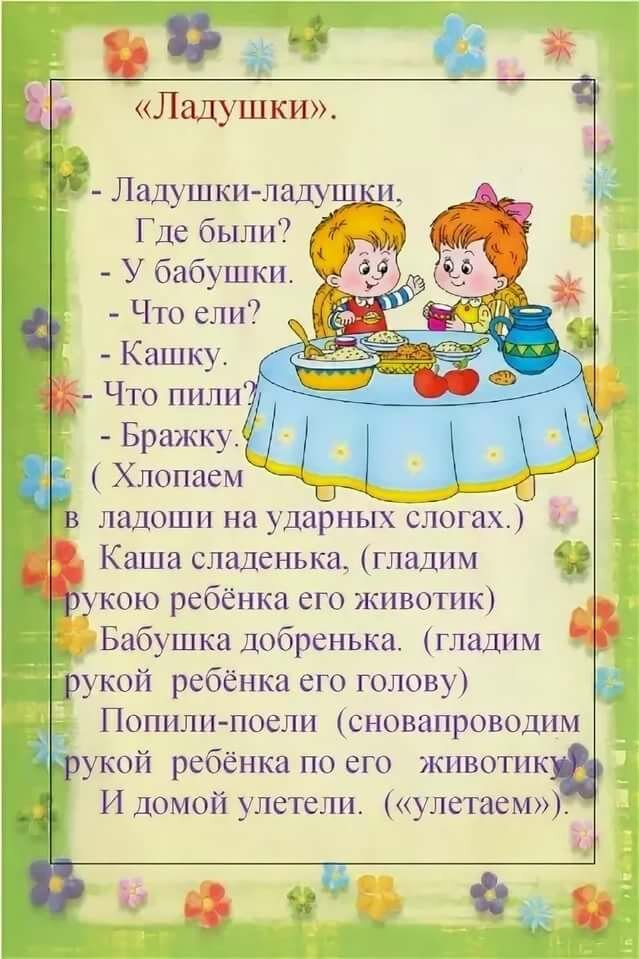 «Ладушки».
- Ладушки-ладушки,
Где были?
- У бабушки.
- Что ели?
- Кашку.
- Что пили?
- Бражку.
( Хлопаем
в ладоши на ударных слогах.)
Каша сладенька, (гладим
рукою ребёнка его животик)
Бабушка добренька. (гладим
рукой ребёнка его голову)
Попили-поели (сновапроводим
рукой ребёнка по его животику)
И домой улетели. («улетаем»).